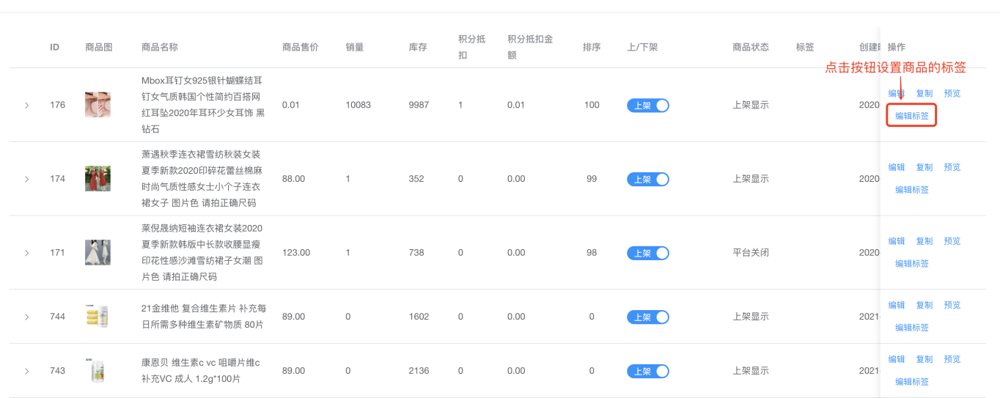 ID 商品图 商品名称 商品售价 销量 库存 积分抵扣 积分抵扣金额 排序 上/下架 商品状态 标签 创建 操作
点击按钮设置商品的标签
176 Mbox耳钉女925银针蝴蝶结耳
钉女气质韩国个性简约百搭网
红耳坠2020年耳环少女耳饰 黑
钻石
0.01 10083 9987 1 0.01 100 上架 上架显示 2020 编辑 复制 预览
编辑标签
174 萧遇秋季连衣裙雪纺秋装女装
夏季新款2020印碎花蕾丝棉麻
时尚气质性感女士小个子连衣
裙女子 图片色 请拍正确尺码
88.00 1 352 0 0.00 99 上架 上架显示 2020 编辑 复制 预览
编辑标签
171 莱倪晟纳短袖连衣裙女装2020
夏季新款韩版中长款收腰显瘦
印花性感沙滩雪纺裙子女潮 图
片色 请拍正确尺码
123.00 1 738 0 0.00 98 上架 平台关闭 2020 编辑 复制 预览
编辑标签
744 21金维他 复合维生素片 补充每
日所需多种维生素矿物质 80片
89.00 0 1602 0 0.00 0 上架 上架显示 2021 编辑 复制 预览
编辑标签
743 康恩贝 维生素c vc 咀嚼片维c
补充VC 成人 1.2g*100片
89.00 0 2136 0 0.00 0 上架 上架显示 2021 编辑 复制 预览
编辑标签